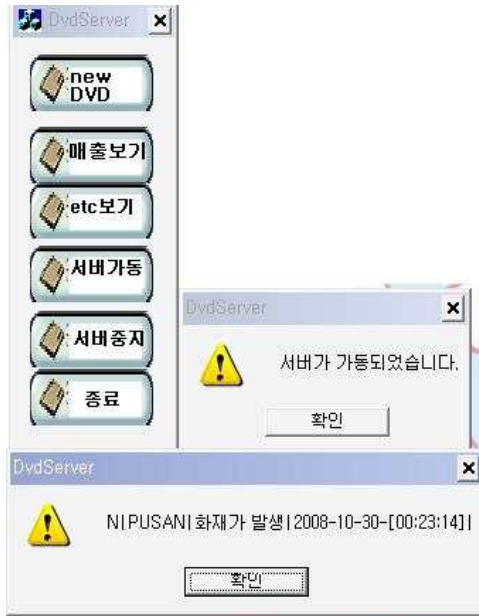 DvdServer
new
DVD
매출보기
etc보기
서버가동
서버중지
종료
DvdServer
서버가 가동되었습니다.
확인
DvdServer
N|PUSAN|화재가 발생|2008-10-30-[00:23:14]|
확인